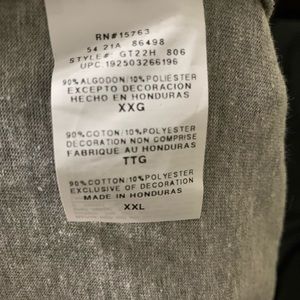 RN#15763
54 21A 86498
STYLE#: GT22H 806
UPC:192503266196
90% ALGODON/10% POLIESTER
EXCEPTO DECORACIÓN
HECHO EN HONDURAS
XXG
90%COTON/10%POLYESTER
DECORATION NON COMPRISE
FABRIQUE AU HONDURAS
TTG
90%COTTON/10%POLYESTER
EXCLUSIVE OF DECORATION
MADE IN HONDURAS
XXL